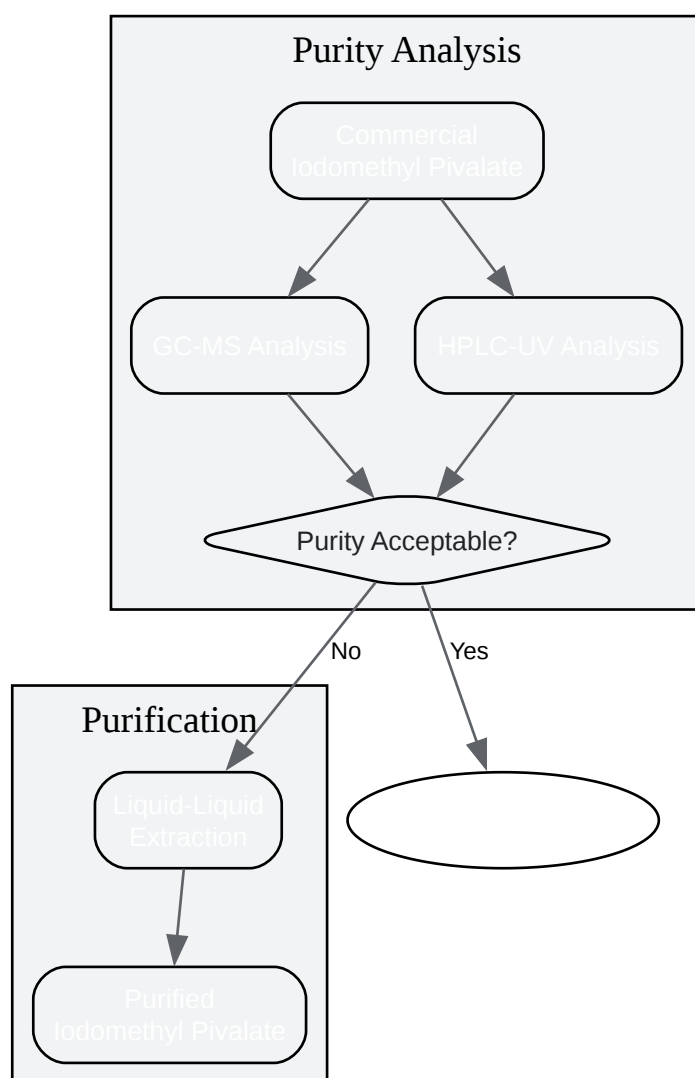 Purity Analysis
Commercial
Iodomethyl Pivalate
GC-MS Analysis
HPLC-UV Analysis
Purity Acceptable?
No
Yes
Purification
Liquid-Liquid
Extraction
Purified
Iodomethyl Pivalate